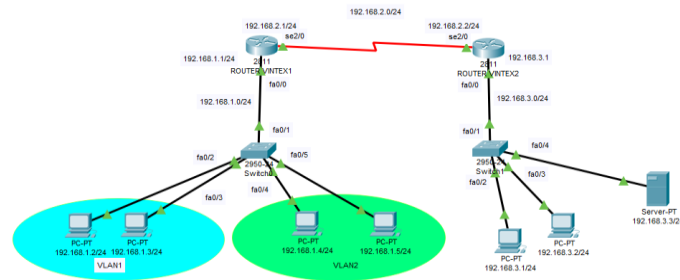 192.168.2.0/24
192.168.2.1/24
192.168.2.2/24
se2/0
se2/0
192.168.1.1/24
2811
ROUTER VINTEX1
fa0/0
192.168.3.1
2811
ROUTER VINTEX2
fa0/0
192.168.1.0/24
192.168.3.0/24
fa0/1
fa0/1
fa0/4
2950-24
Switch0
fa0/2
fa0/5
fa0/3
fa0/4
2950-24
Switch1
fa0/2
fa0/3
PC-PT
192.168.1.2/24
PC-PT
192.168.1.3/24
VLAN1
PC-PT
192.168.1.4/24
PC-PT
192.168.1.5/24
VLAN2
PC-PT
192.168.3.1/24
PC-PT
192.168.3.2/24
Server-PT
192.168.3.3/2